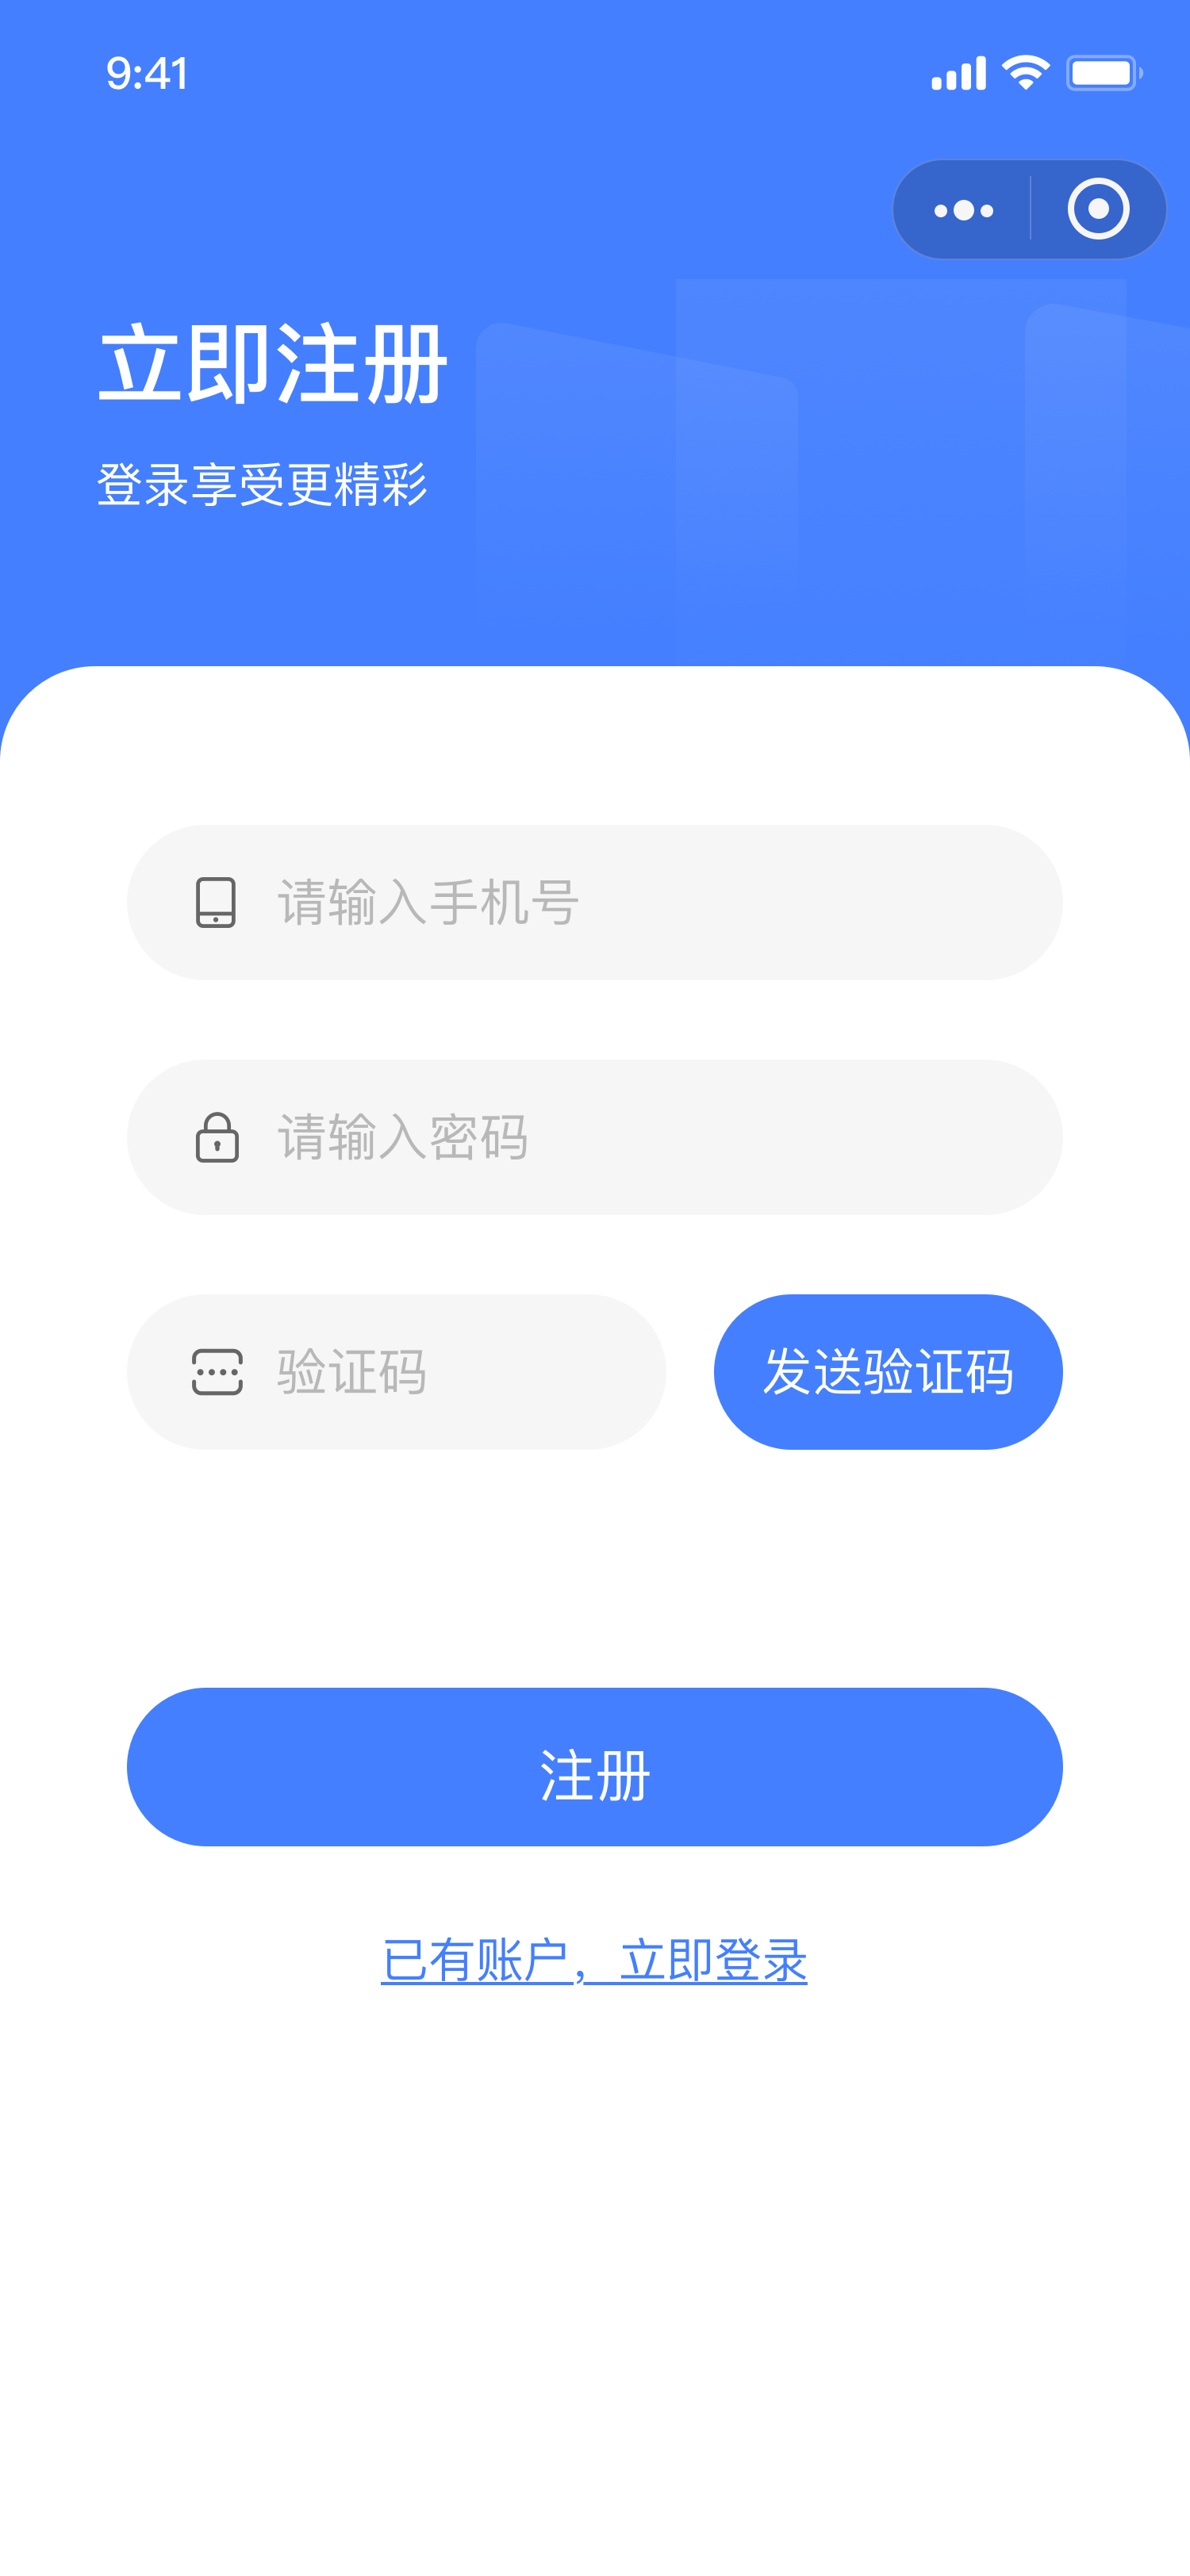 9:41
立即注册
登录享受更精彩
请输入手机号
请输入密码
验证码
发送验证码
注册
已有账户，立即登录